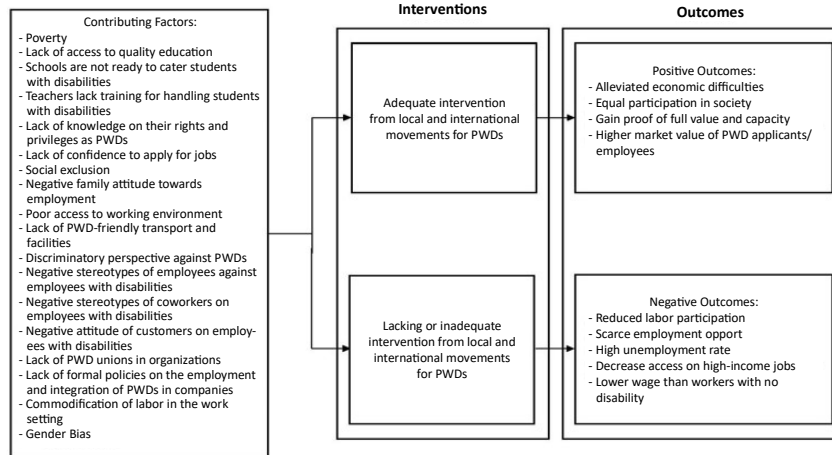 Contributing Factors:
- Poverty
- Lack of access to quality education
- Schools are not ready to cater students
with disabilities
- Teachers lack training for handling students
with disabilities
- Lack of knowledge on their rights and
privileges as PWDs
- Lack of confidence to apply for jobs
- Social exclusion
- Negative family attitude towards
employment
- Poor access to working environment
- Lack of PWD-friendly transport and
facilities
- Discriminatory perspective against PWDs
- Negative stereotypes of employees against
employees with disabilities
- Negative stereotypes of coworkers on
employees with disabilities
- Negative attitude of customers on employ-
ees with disabilities
- Lack of PWD unions in organizations
- Lack of formal policies on the employment
and integration of PWDs in companies
- Commodification of labor in the work
setting
- Gender Bias
Interventions
Adequate intervention
from local and international
movements for PWDs
Lacking or inadequate
intervention from local and
international movements
for PWDs
Outcomes
Positive Outcomes:
- Alleviated economic difficulties
- Equal participation in society
- Gain proof of full value and capacity
- Higher market value of PWD applicants/
employees
Negative Outcomes:
- Reduced labor participation
- Scarce employment opport
- High unemployment rate
- Decrease access on high-income jobs
- Lower wage than workers with no
disability